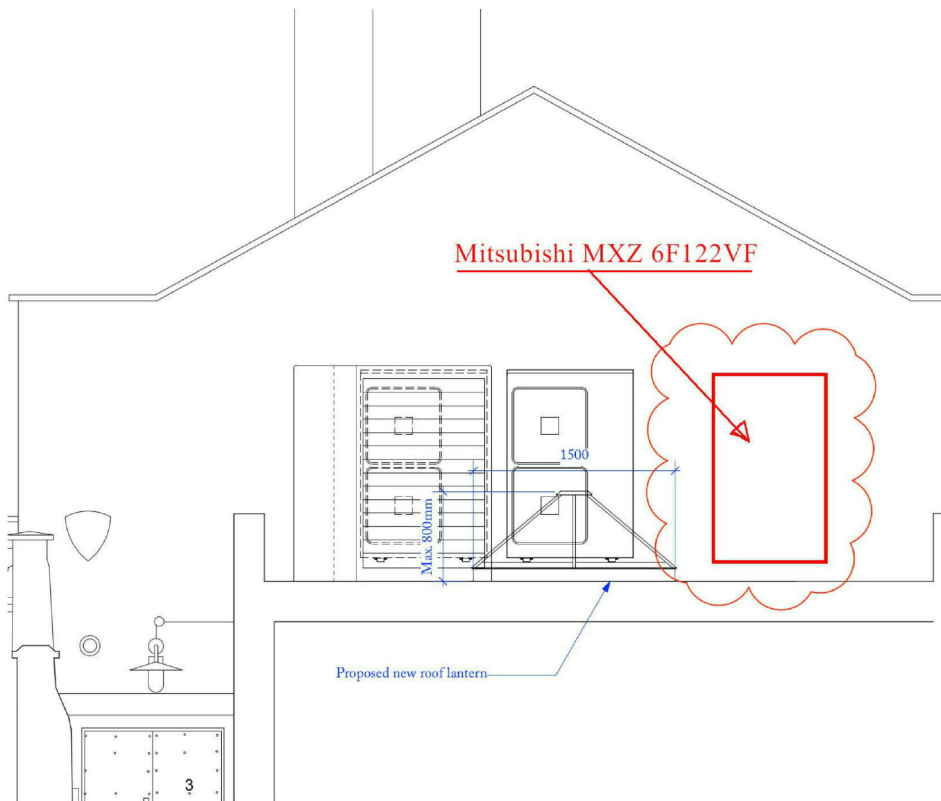 Mitsubishi MXZ 6F122VF
1500
Max. 800mm
Proposed new roof lantern
3